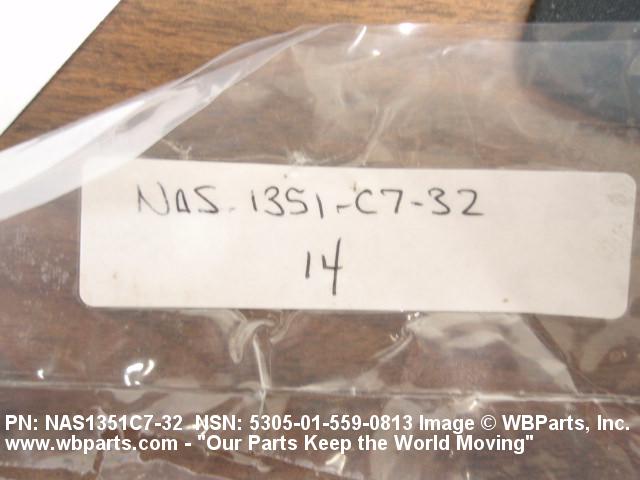 NAS-1351-C7-32
14
PN: NAS1351C7-32 NSN: 5305-01-559-0813 Image © WBParts, Inc.
www.wbparts.com - "Our Parts Keep the World Moving"